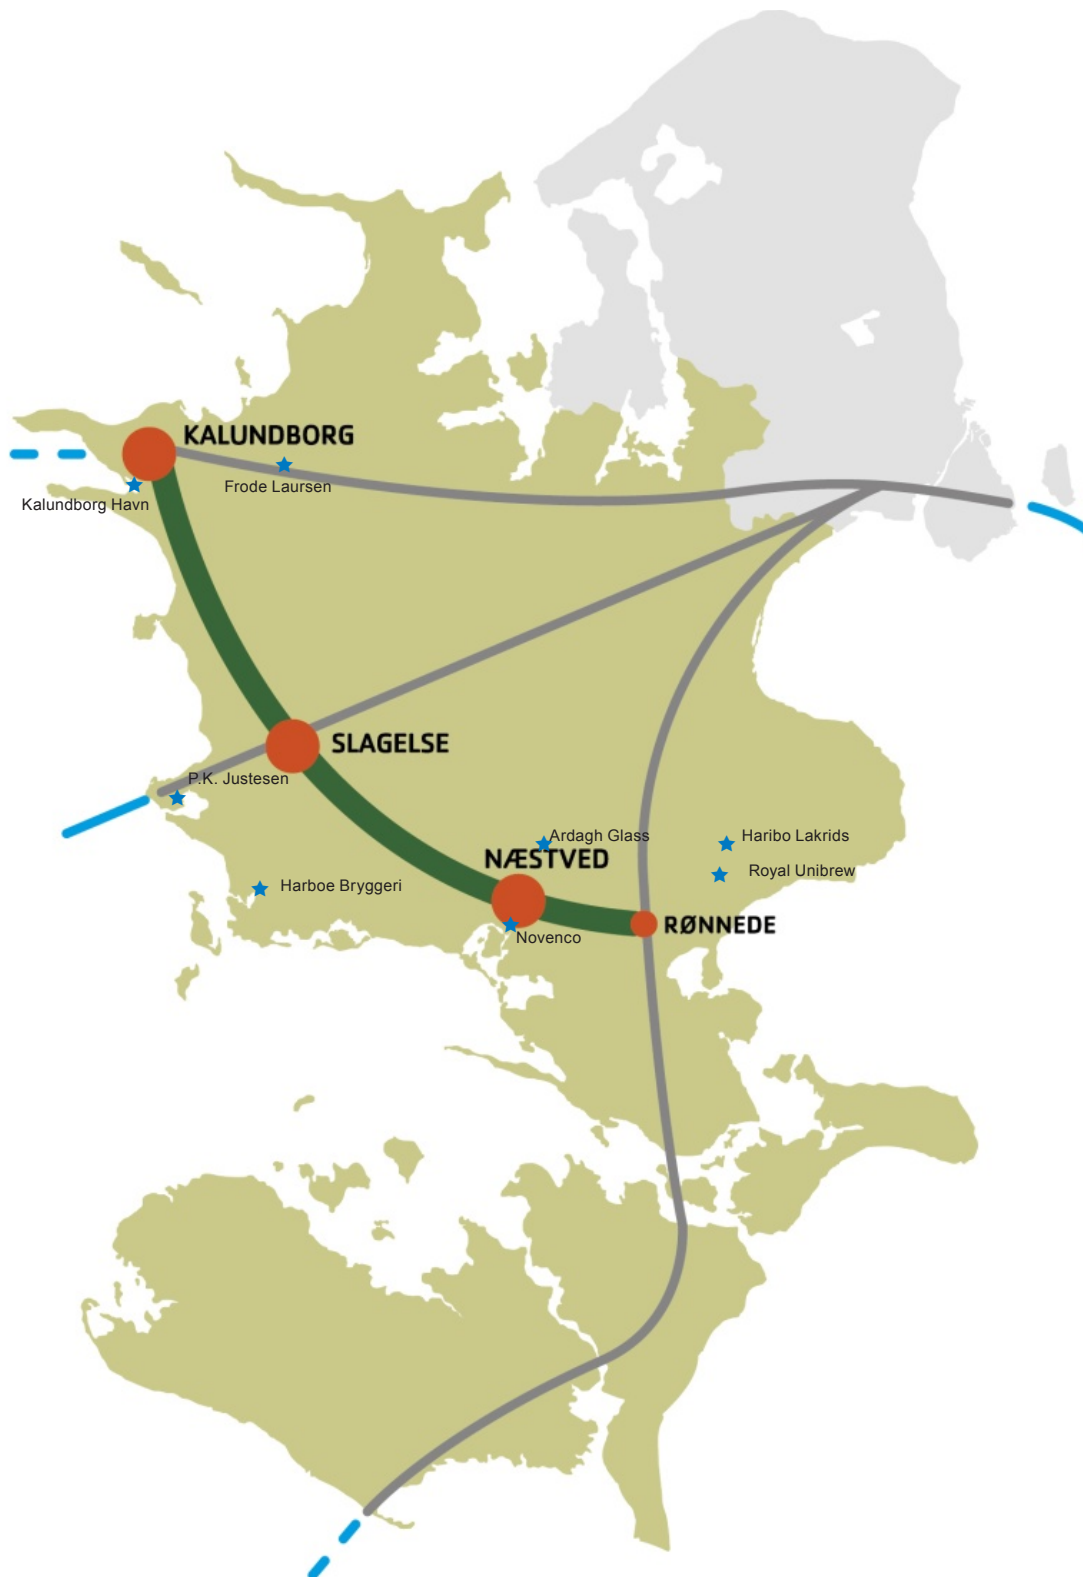 KALUNDBORG
Frode Laursen
Kalundborg Havn
SLAGELSE
P.K. Justesen
Ardagh Glass
Haribo Lakrids
NÆSTVED
Royal Unibrew
Harboe Bryggeri
RØNNEDE
Novenco